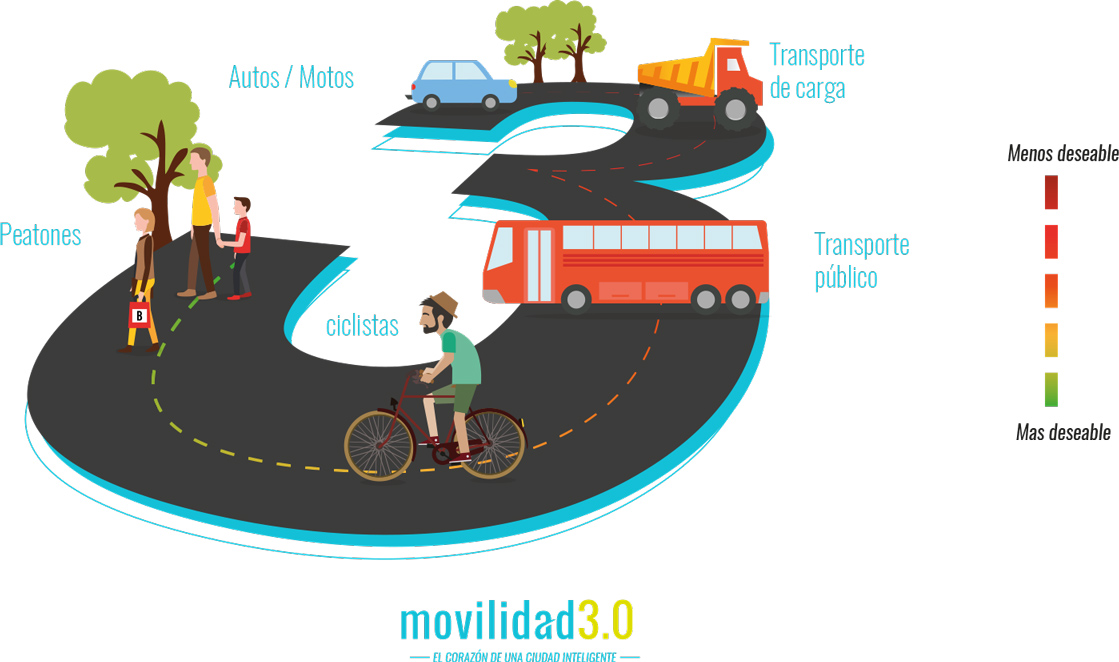 Autos / Motos
Transporte
de carga
Menos deseable
Peatones
B
Transporte
público
ciclistas
Mas deseable
movilidad3.0
EL CORAZÓN DE UNA CIUDAD INTELIGENTE